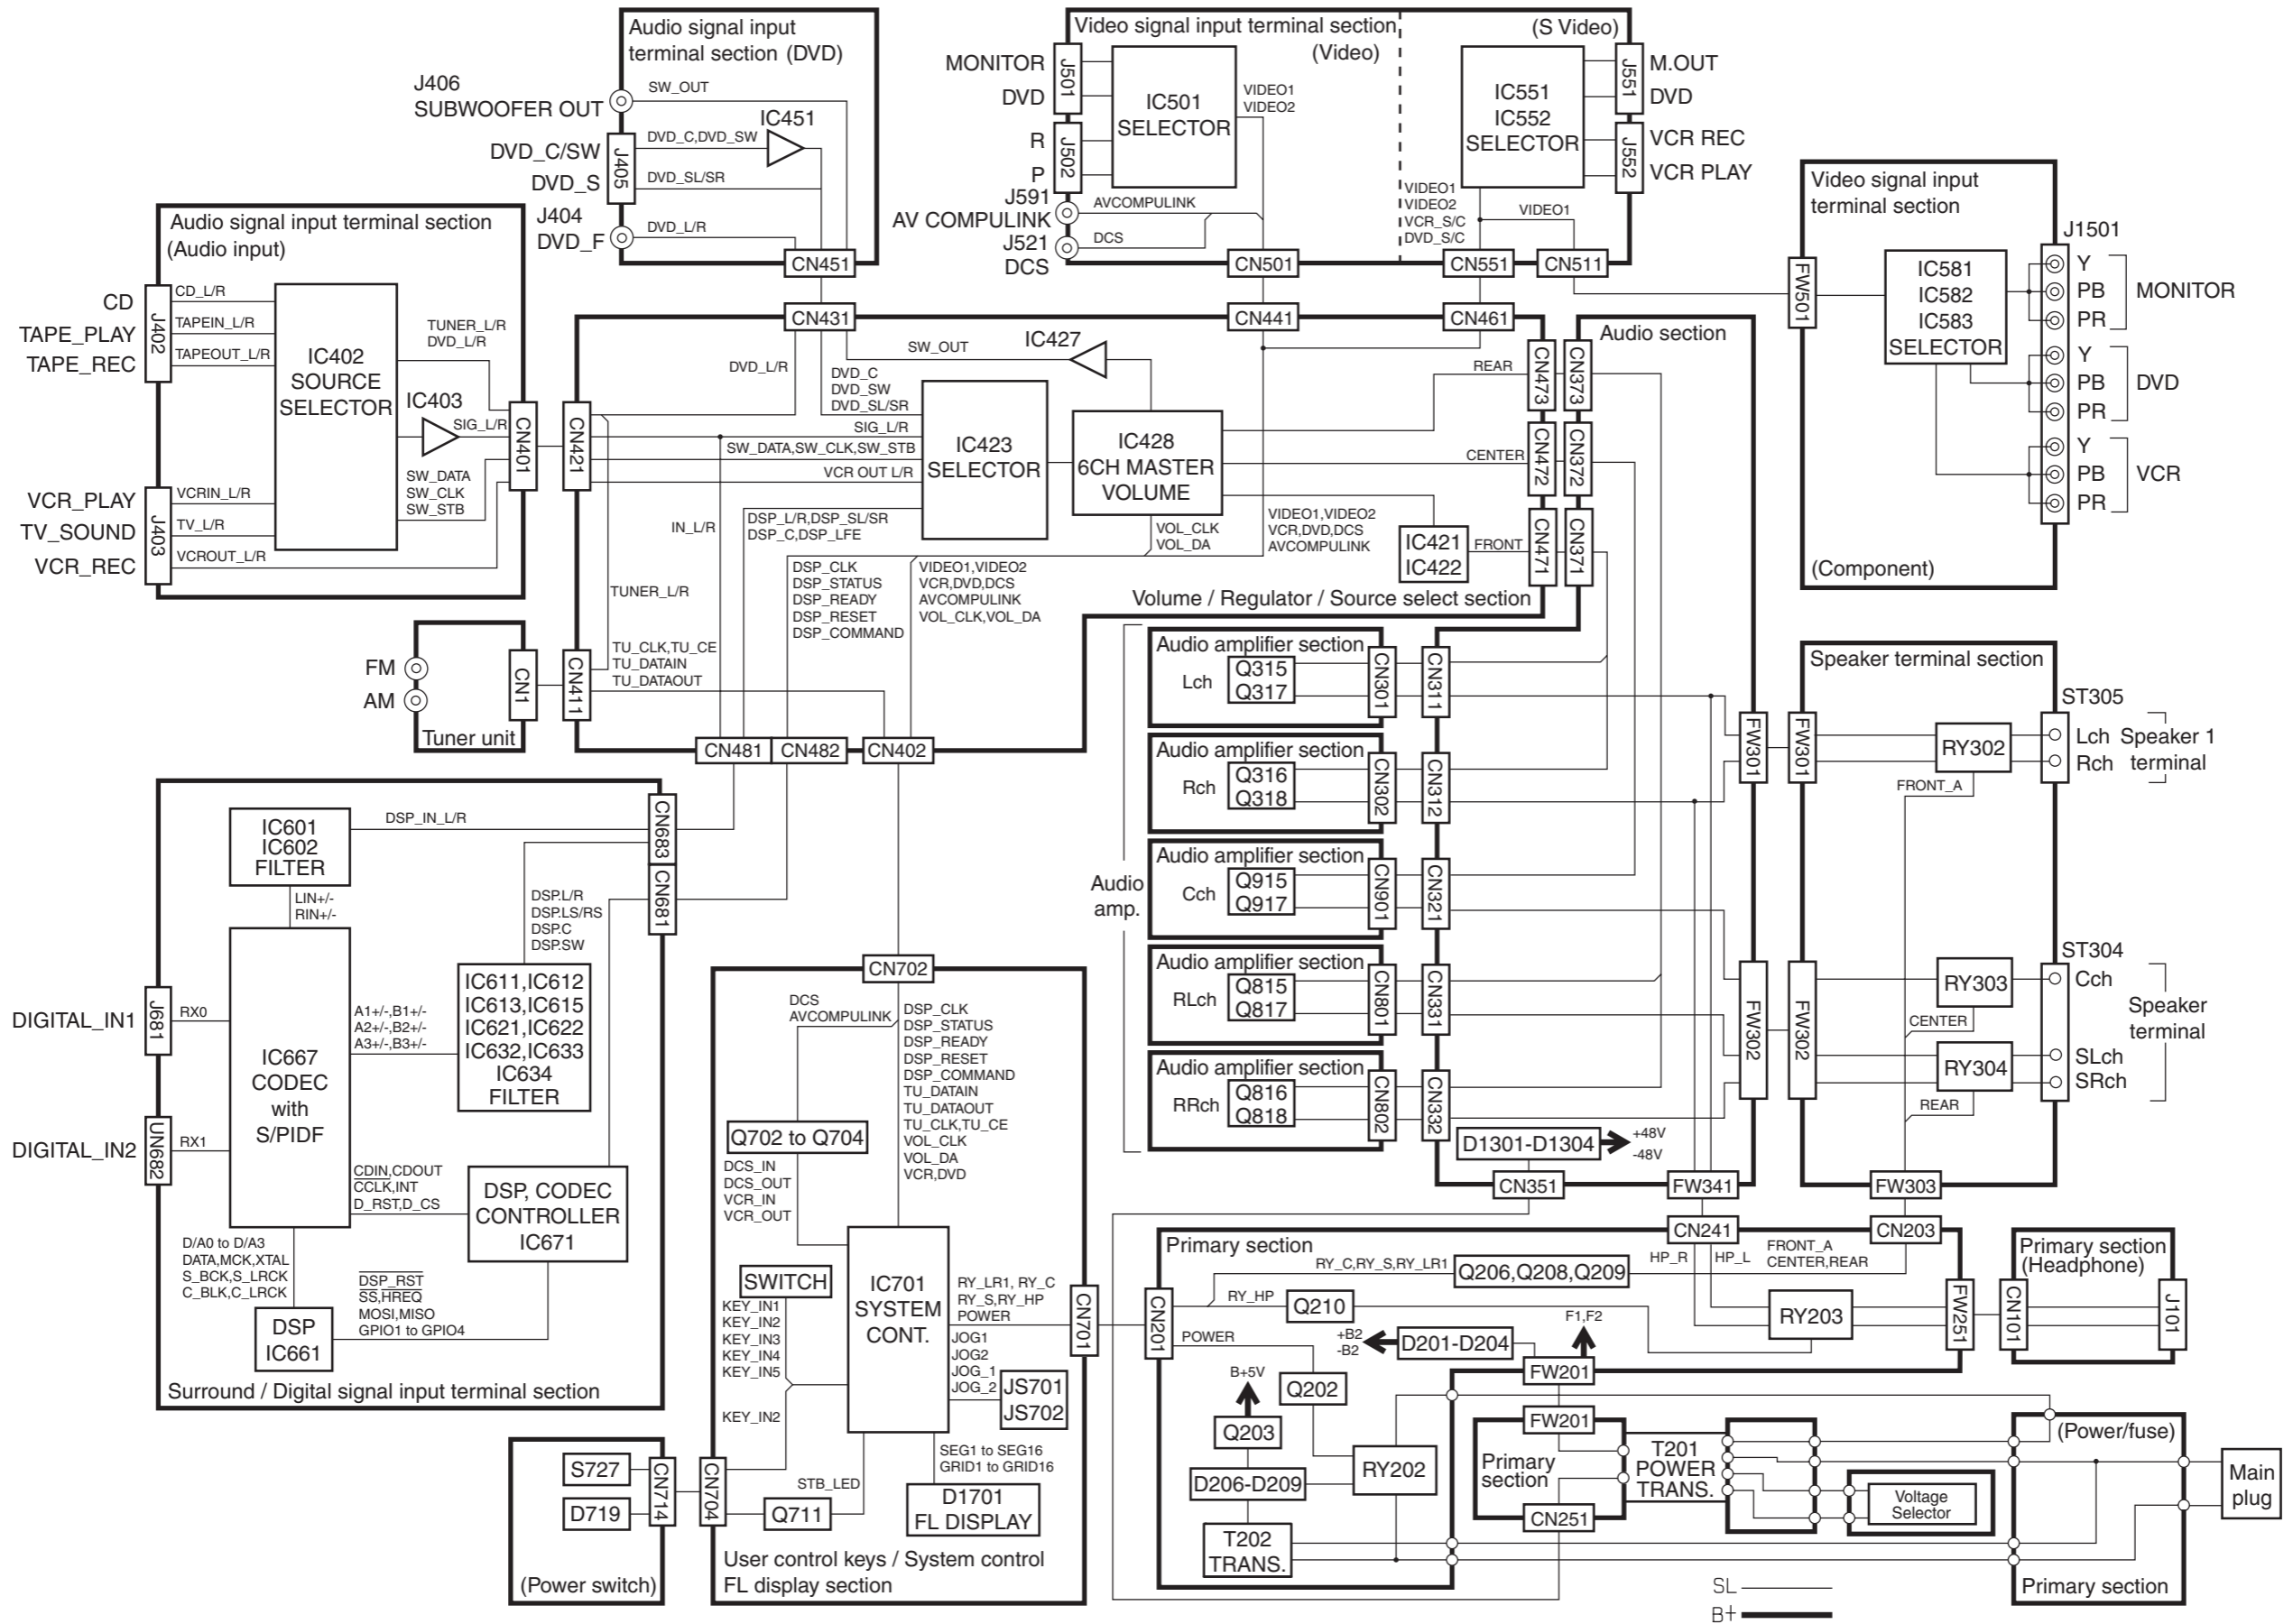 Audio signal input
terminal section (DVD)
J406
SUBWOOFER OUT
SW_OUT
IC451
DVD_C/SW
DVD_S
J405
DVD_C,DVD_SW
DVD_SL/SR
J404
DVD_F
DVD_L/R
CN451
Video signal input terminal section
(Video)
(S Video)
MONITOR
DVD
J501
R
P
J502
IC501
SELECTOR
VIDEO1
VIDEO2
J591
AV COMPULINK
AVCOMPULINK
J521
DCS
DCS
CN501
IC551
IC552
SELECTOR
J551
M.OUT
DVD
J552
VCR REC
VCR PLAY
VIDEO1
VIDEO2
VCR_S/C
DVD_S/C
VIDEO1
CN551
CN511
Video signal input
terminal section
FW501
IC581
IC582
IC583
SELECTOR
J1501
Y
PB
PR
MONITOR
Y
PB
PR
DVD
Y
PB
PR
VCR
(Component)
Audio signal input terminal section
(Audio input)
CD
TAPE_PLAY
TAPE_REC
J402
CD_L/R
TAPEIN_L/R
TAPEOUT_L/R
IC402
SOURCE
SELECTOR
TUNER_L/R
DVD_L/R
IC403
SIG_L/R
CN401
SW_DATA
SW_CLK
SW_STB
VCR_PLAY
TV_SOUND
VCR_REC
J403
VCRIN_L/R
TV_L/R
VCROUT_L/R
CN431
CN441
CN461
CN421
DVD_L/R
SW_OUT
IC427
DVD_C
DVD_SW
DVD_SL/SR
SIG_L/R
SW_DATA,SW_CLK,SW_STB
VCR OUT L/R
IC423
SELECTOR
IC428
6CH MASTER
VOLUME
REAR
CENTER
FRONT
CN473
CN472
CN471
IN_L/R
DSP_L/R,DSP_SL/SR
DSP_C,DSP_LFE
VOL_CLK
VOL_DA
VIDEO1,VIDEO2
VCR,DVD,DCS
AVCOMPULINK
IC421
IC422
TUNER_L/R
DSP_CLK
DSP_STATUS
DSP_READY
DSP_RESET
DSP_COMMAND
VIDEO1,VIDEO2
VCR,DVD,DCS
AVCOMPULINK
VOL_CLK,VOL_DA
Volume / Regulator / Source select section
TU_CLK,TU_CE
TU_DATAIN
TU_DATAOUT
CN411
CN481
CN482
CN402
FM
AM
CN1
Tuner unit
Audio section
CN373
CN372
CN371
Audio
amp.
Audio amplifier section
Lch
Q315
Q317
CN301
CN311
Audio amplifier section
Rch
Q316
Q318
CN302
CN312
Audio amplifier section
Cch
Q915
Q917
CN901
CN321
Audio amplifier section
RLch
Q815
Q817
CN801
CN331
Audio amplifier section
RRch
Q816
Q818
CN802
CN332
D1301-D1304
+48V
-48V
CN351
FW341
FW301
FW302
Speaker terminal section
FW301
FW302
RY302
FRONT_A
ST305
Lch
Rch
Speaker 1
terminal
ST304
RY303
CENTER
Cch
RY304
REAR
SLch
SRch
Speaker
terminal
FW303
IC601
IC602
FILTER
DSP_IN_L/R
CN683
CN681
LIN+/-
RIN+/-
DSP.L/R
DSP.LS/RS
DSP.C
DSP.SW
DIGITAL_IN1
J681
RX0
DIGITAL_IN2
UN682
RX1
IC667
CODEC
with
S/PIDF
A1+/-,B1+/-
A2+/-,B2+/-
A3+/-,B3+/-
IC611,IC612
IC613,IC615
IC621,IC622
IC632,IC633
IC634
FILTER
CDIN,CDOUT
CCLK,INT
D_RST,D_CS
DSP, CODEC
CONTROLLER
IC671
D/A0 to D/A3
DATA,MCK,XTAL
S_BCK,S_LRCK
C_BLK,C_LRCK
DSP_RST
SS,HREQ
MOSI,MISO
GPIO1 to GPIO4
DSP
IC661
Surround / Digital signal input terminal section
CN702
DCS
AVCOMPULINK
DSP_CLK
DSP_STATUS
DSP_READY
DSP_RESET
DSP_COMMAND
TU_DATAIN
TU_DATAOUT
TU_CLK,TU_CE
VOL_CLK
VOL_DA
VCR,DVD
Q702 to Q704
DCS_IN
DCS_OUT
VCR_IN
VCR_OUT
SWITCH
KEY_IN1
KEY_IN2
KEY_IN3
KEY_IN4
KEY_IN5
KEY_IN2
IC701
SYSTEM
CONT.
RY_LR1, RY_C
RY_S,RY_HP
POWER
JOG1
JOG2
JOG_1
JOG_2
JS701
JS702
CN701
SEG1 to SEG16
GRID1 to GRID16
STB_LED
D1701
FL DISPLAY
Q711
CN704
User control keys / System control
FL display section
S727
D719
CN714
(Power switch)
Primary section
CN201
CN241
CN203
RY_C,RY_S,RY_LR1
Q206,Q208,Q209
HP_R
HP_L
FRONT_A
CENTER,REAR
RY_HP
Q210
RY203
FW251
POWER
+B2
-B2
D201-D204
F1,F2
FW201
B+5V
Q203
Q202
D206-D209
RY202
T202
TRANS.
Primary section
(Headphone)
CN101
J101
FW201
Primary
section
CN251
T201
POWER
TRANS.
Voltage
Selector
(Power/fuse)
Primary section
Main
plug
SL
B+